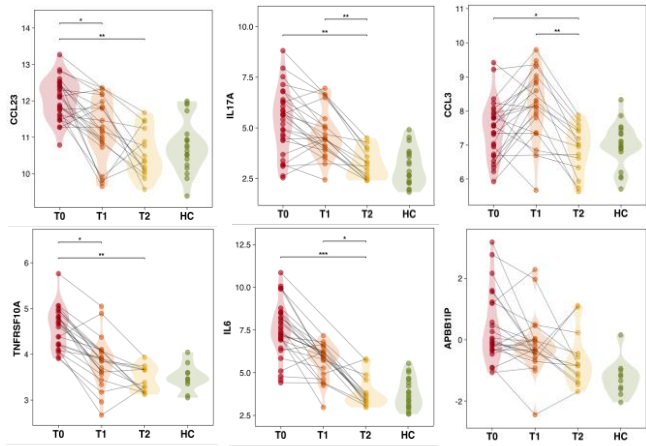 * ** 
13
12
11
10
CCL23
T0 T1 T2 HC
**
**
10.0
7.5
5.0
2.5
IL17A
T0 T1 T2 HC
*
**
10
9
8
7
6
CCL3
T0 T1 T2 HC
*
**
6
5
4
3
TNFRSF10A
T0 T1 T2 HC
*
***
12.5
10.0
7.5
5.0
2.5
IL6
T0 T1 T2 HC
2
0
-2
APBB1IP
T0 T1 T2 HC